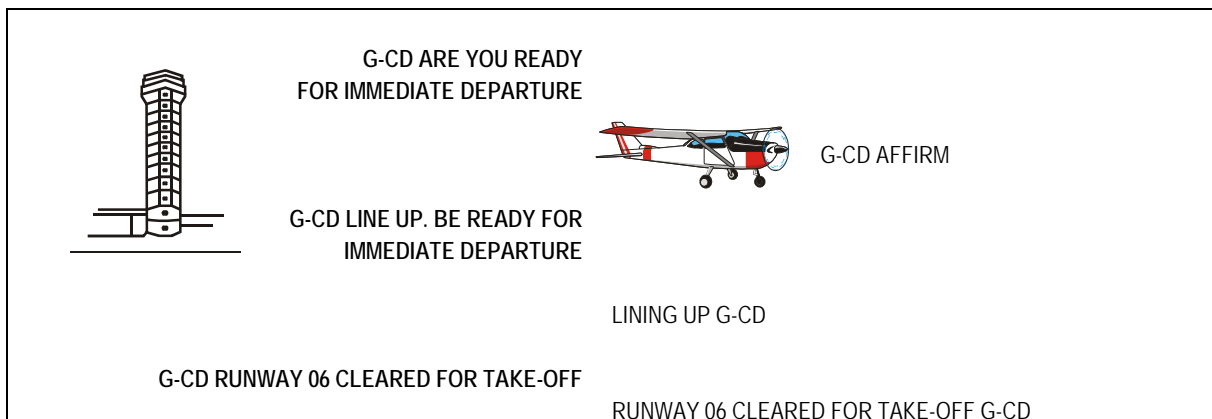 G-CD ARE YOU READY
FOR IMMEDIATE DEPARTURE
G-CD AFFIRM
G-CD LINE UP. BE READY FOR
IMMEDIATE DEPARTURE
LINING UP G-CD
G-CD RUNWAY 06 CLEARED FOR TAKE-OFF
RUNWAY 06 CLEARED FOR TAKE-OFF G-CD